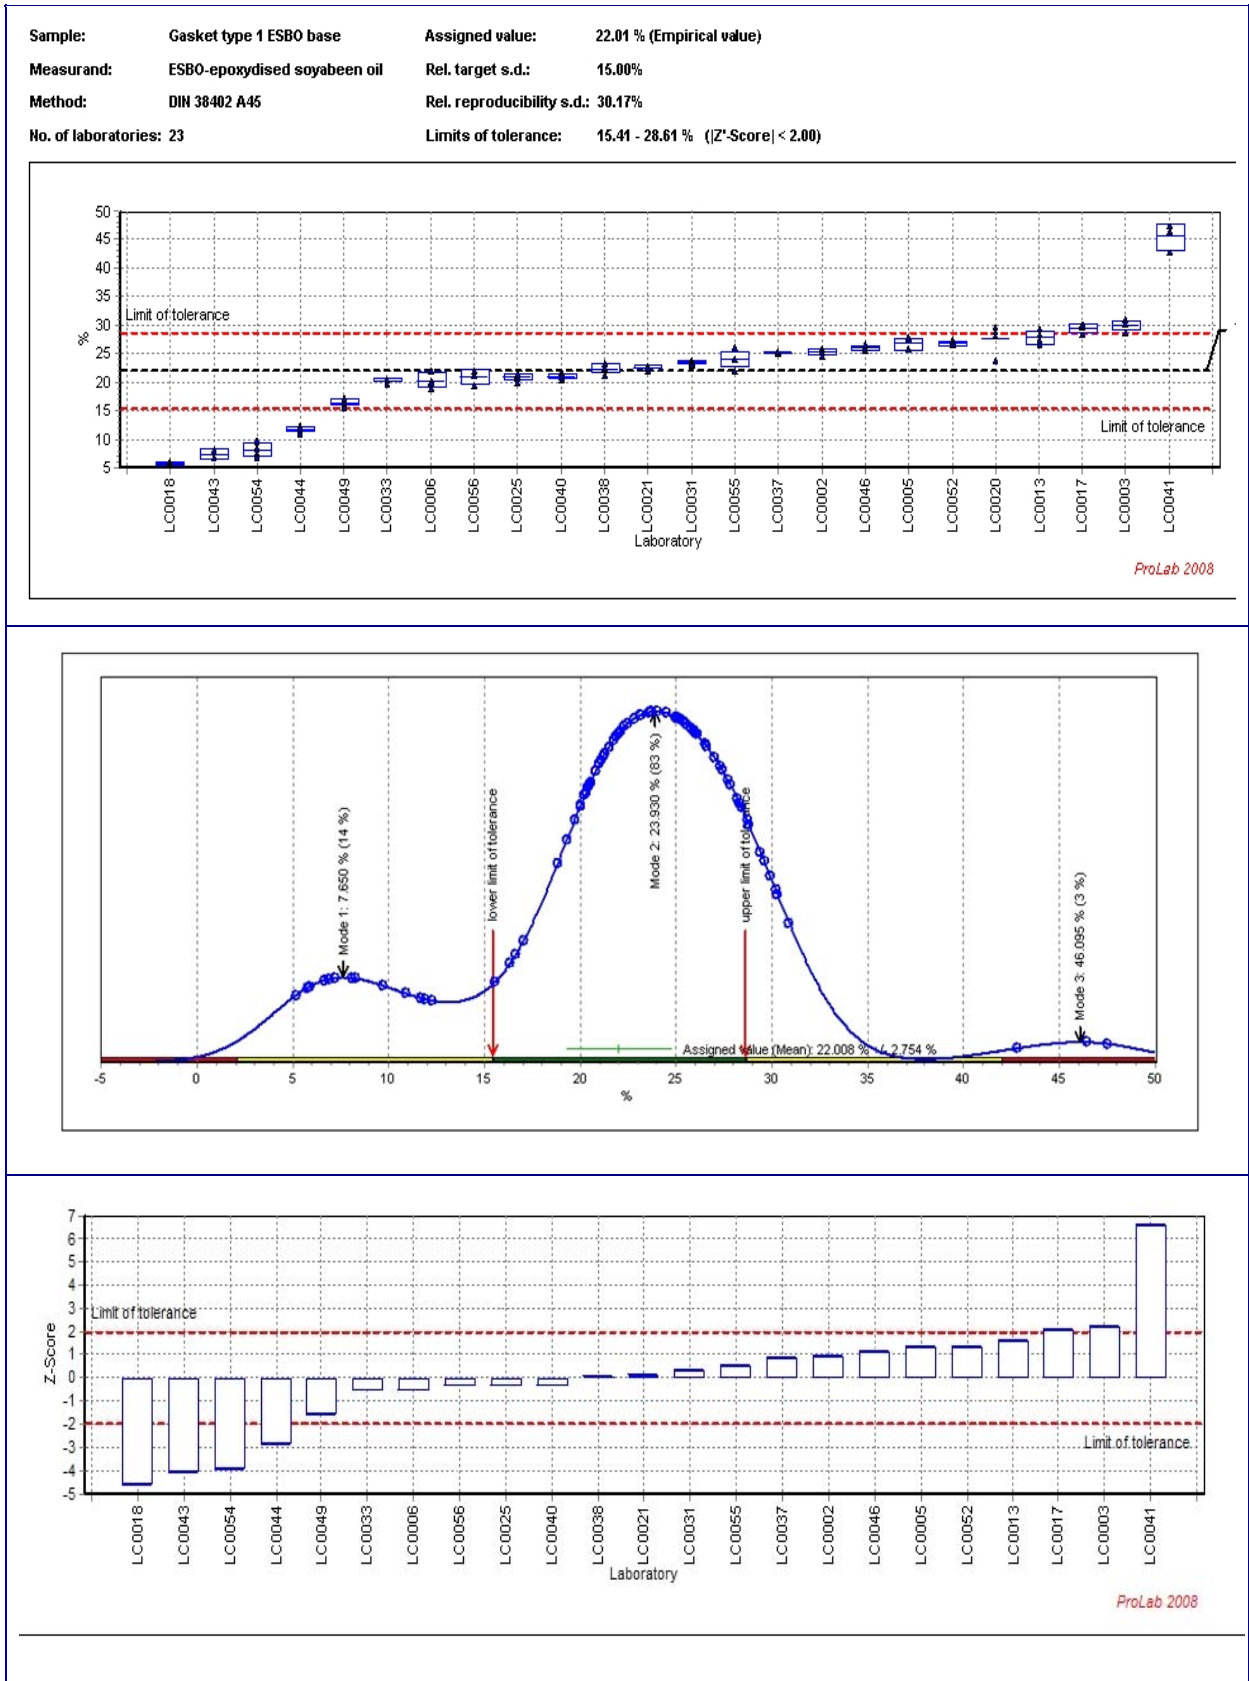 Sample: Gasket type 1 ESBO base Assigned value: 22.01 % (Empirical value)
Measurand: ESBO-epoxydised soyabeen oil Rel. target s.d.: 15.00%
Method: DIN 38402 A45 Rel. reproducibility s.d.: 30.17%
No. of laboratories: 23 Limits of tolerance: 15.41 - 28.61 % (|Z'-Score| < 2.00)
50
45
40
35
30
25
20
15
10
5
%
Limit of tolerance
Limit of tolerance
LC0018
LC0043
LC0054
LC0044
LC0049
LC0033
LC0006
LC0056
LC0025
LC0040
LC0038
LC0021
LC0031
LC0055
LC0037
LC0002
LC0046
LC0005
LC0052
LC0020
LC0013
LC0017
LC0003
LC0041
Laboratory
ProLab 2008
Mode 1: 7.650 % (14 %)
lower limit of tolerance
Mode 2: 23.930 % (83 %)
upper limit of tolerance
Mode 3: 46.095 % (3 %)
Assigned value (Mean): 22.008 % +/- 2.754 %
-5 0 5 10 15 20 25 30 35 40 45 50
%
7
6
5
4
3
2
1
0
-1
-2
-3
-4
-5
Z-Score
Limit of tolerance
Limit of tolerance
LC0018
LC0043
LC0054
LC0044
LC0049
LC0033
LC0006
LC0056
LC0025
LC0040
LC0038
LC0021
LC0031
LC0055
LC0037
LC0002
LC0046
LC0005
LC0052
LC0013
LC0017
LC0003
LC0041
Laboratory
ProLab 2008